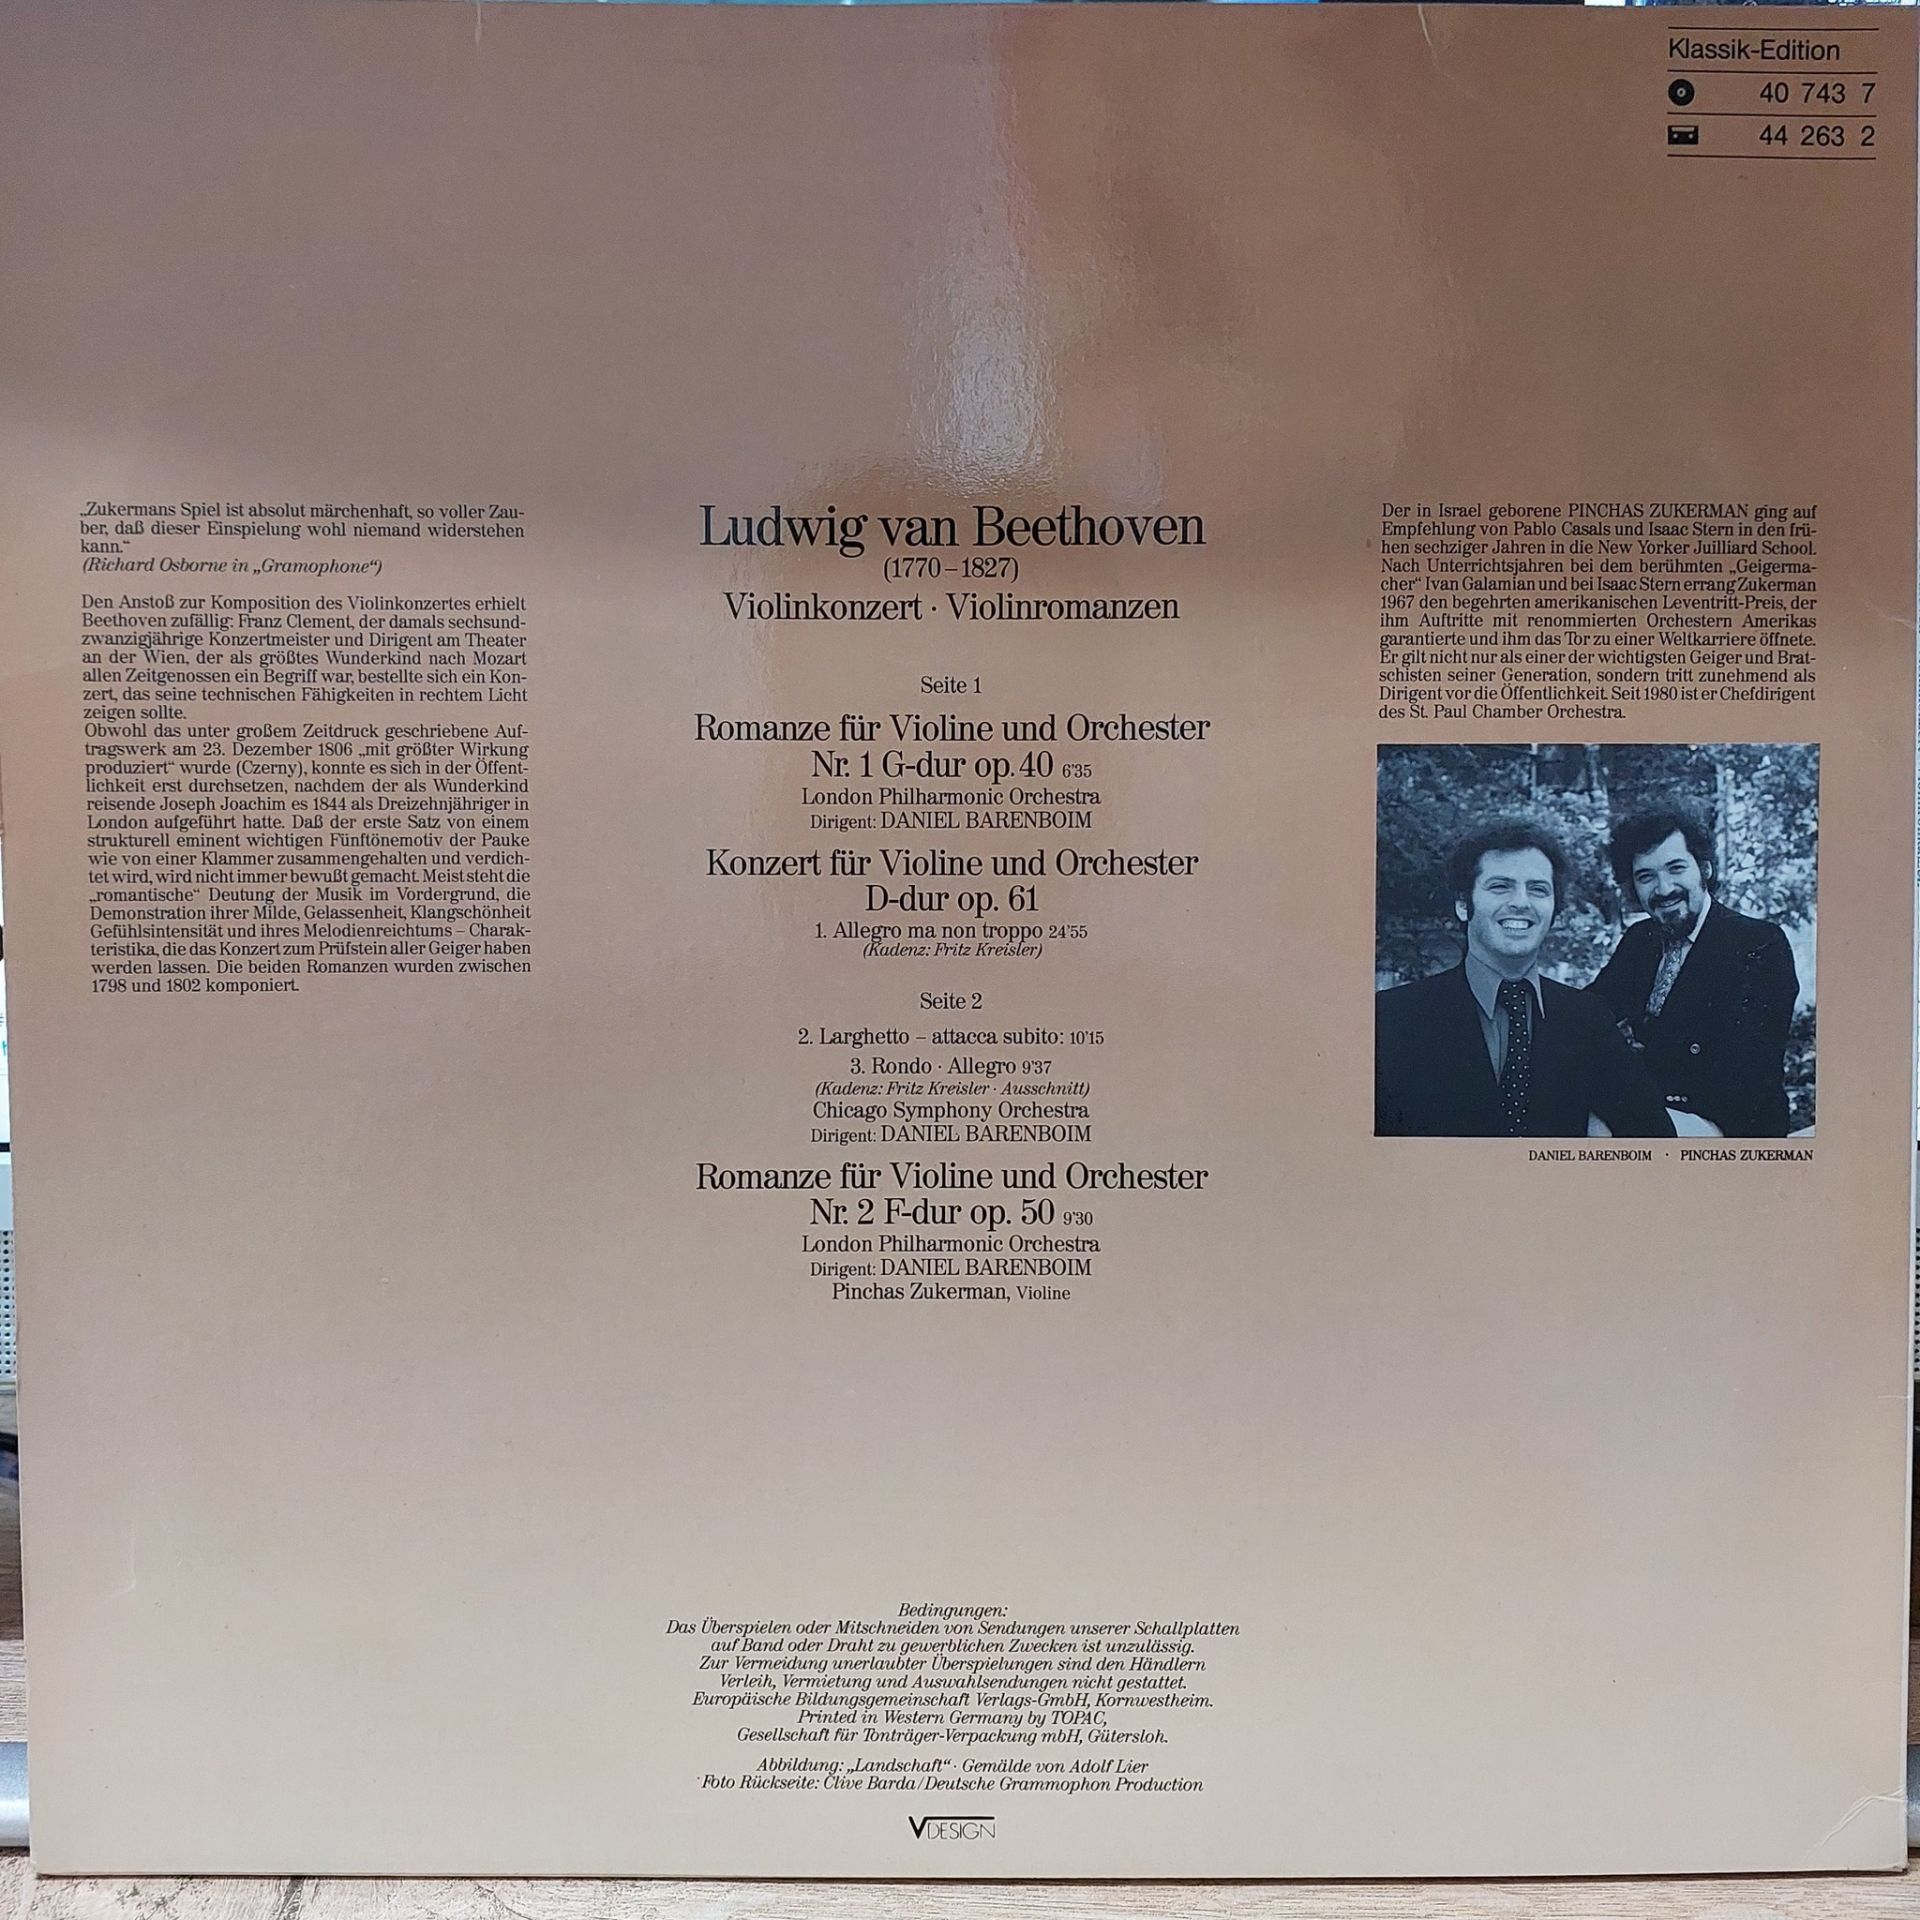 Klassik-Edition
40 743 7
44 263 2
„Zukermans Spiel ist absolut märchenhaft, so voller Zau-
ber, daß dieser Einspielung wohl niemand widerstehen
kann.“
(Richard Osborne in „Gramophone“)
Den Anstoß zur Komposition des Violinkonzertes erhielt
Beethoven zufällig: Franz Clement, der damals sechsund-
zwanzigjährige Konzertmeister und Dirigent am Theater
an der Wien, der als größtes Wunderkind nach Mozart
allen Zeitgenossen ein Begriff war, bestellte sich ein Kon-
zert, das seine technischen Fähigkeiten in rechtem Licht
zeigen sollte.
Obwohl das unter großem Zeitdruck geschriebene Auf-
tragswerk am 23. Dezember 1806 „mit größter Wirkung
produziert“ wurde (Czerny), konnte es sich in der Öffent-
lichkeit erst durchsetzen, nachdem der als Wunderkind
reisende Joseph Joachim es 1844 als Dreizehnjähriger in
London aufgeführt hatte. Daß der erste Satz von einem
strukturell eminent wichtigen Fünftönemotiv der Pauke
wie von einer Klammer zusammengehalten und verdich-
tet wird, wird nicht immer bewußt gemacht. Meist steht die
„romantische“ Deutung der Musik im Vordergrund, die
Demonstration ihrer Milde, Gelassenheit, Klangschönheit
Gefühlsintensität und ihres Melodienreichtums – Charak-
teristika, die das Konzert zum Prüfstein aller Geiger haben
werden lassen. Die beiden Romanzen wurden zwischen
1798 und 1802 komponiert.
Ludwig van Beethoven
(1770–1827)
Violinkonzert · Violinromanzen
Seite 1
Romanze für Violine und Orchester
Nr. 1 G-dur op. 40 6'35
London Philharmonic Orchestra
Dirigent: DANIEL BARENBOIM
Konzert für Violine und Orchester
D-dur op. 61
1. Allegro ma non troppo 24'55
(Kadenz: Fritz Kreisler)
Seite 2
2. Larghetto – attacca subito: 10'15
3. Rondo · Allegro 9'37
(Kadenz: Fritz Kreisler · Ausschnitt)
Chicago Symphony Orchestra
Dirigent: DANIEL BARENBOIM
Romanze für Violine und Orchester
Nr. 2 F-dur op. 50 9'30
London Philharmonic Orchestra
Dirigent: DANIEL BARENBOIM
Pinchas Zukerman, Violine
Der in Israel geborene PINCHAS ZUKERMAN ging auf
Empfehlung von Pablo Casals und Isaac Stern in den frü-
hen sechziger Jahren in die New Yorker Juilliard School.
Nach Unterrichtsjahren bei dem berühmten „Geigerma-
cher“ Ivan Galamian und bei Isaac Stern errang Zukerman
1967 den begehrten amerikanischen Leventritt-Preis, der
ihm Auftritte mit renommierten Orchestern Amerikas
garantierte und ihm das Tor zu einer Weltkarriere öffnete.
Er gilt nicht nur als einer der wichtigsten Geiger und Brat-
schisten seiner Generation, sondern tritt zunehmend als
Dirigent vor die Öffentlichkeit. Seit 1980 ist er Chefdirigent
des St. Paul Chamber Orchestra.
DANIEL BARENBOIM · PINCHAS ZUKERMAN
Bedingungen:
Das Überspielen oder Mitschneiden von Sendungen unserer Schallplatten
auf Band oder Draht zu gewerblichen Zwecken ist unzulässig.
Zur Vermeidung unerlaubter Überspielungen sind den Händlern
Verleih, Vermietung und Auswahlsendungen nicht gestattet.
Europäische Bildungsgemeinschaft Verlags-GmbH, Kornwestheim.
Printed in Western Germany by TOPAC,
Gesellschaft für Tonträger-Verpackung mbH, Gütersloh.
Abbildung: „Landschaft“ · Gemälde von Adolf Lier
Foto Rückseite: Clive Barda/Deutsche Grammophon Production
VDESIGN